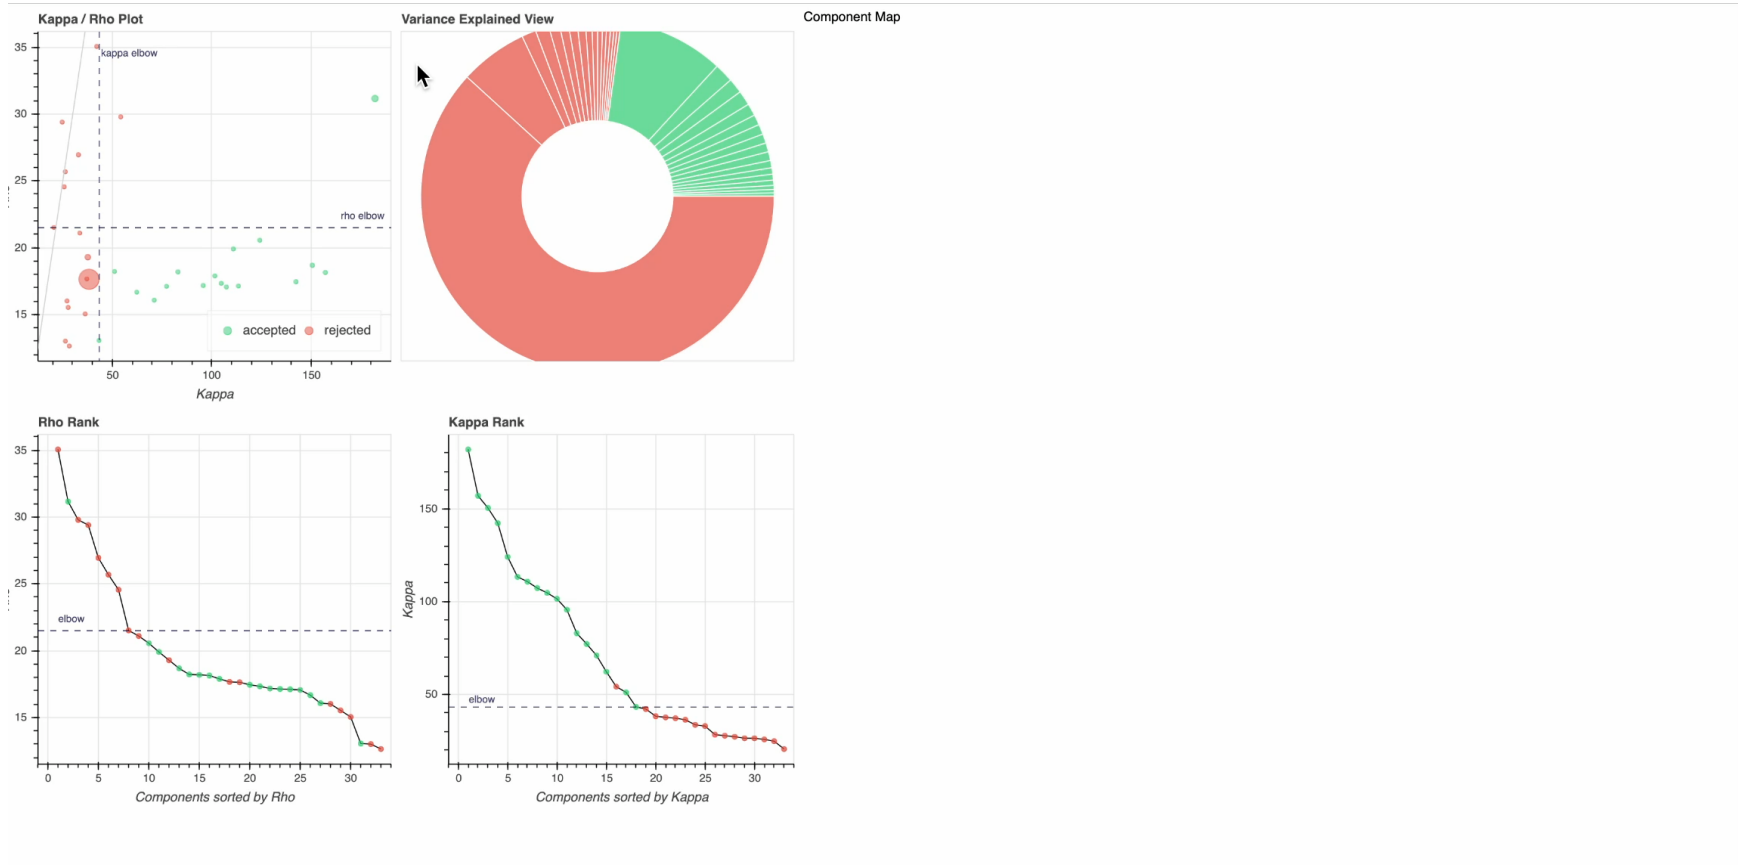 Kappa / Rho Plot
Variance Explained View
Component Map
35
30
25
20
15
kappa elbow
rho elbow
accepted
rejected
50
100
150
Kappa
Rho Rank
Kappa Rank
35
30
25
20
15
elbow
0
5
10
15
20
25
30
Components sorted by Rho
Kappa
150
100
50
elbow
0
5
10
15
20
25
30
Components sorted by Kappa